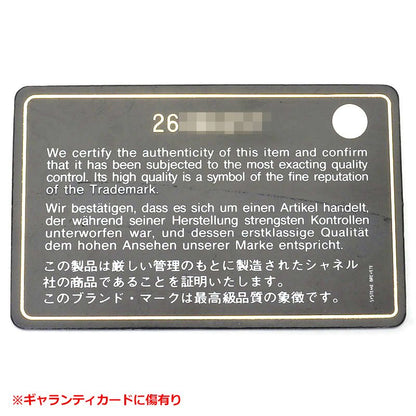 26
We certify the authenticity of this item and confirm
that it has been subjected to the most exacting quality
control. Its high quality is a symbol of the fine reputation
of the Trademark.
Wir bestätigen, dass es sich um einen Artikel handelt,
der während seiner Herstellung strengsten Kontrollen
unterworfen war, und dessen erstklassige Qualität
dem hohen Ansehen unserer Marke entspricht.
この製品は厳しい管理のもとに製造されたシャネル
社の商品であることを証明いたします。
このブランド・マークは最高級品質の象徴です。
※ギャランティカードに傷有り